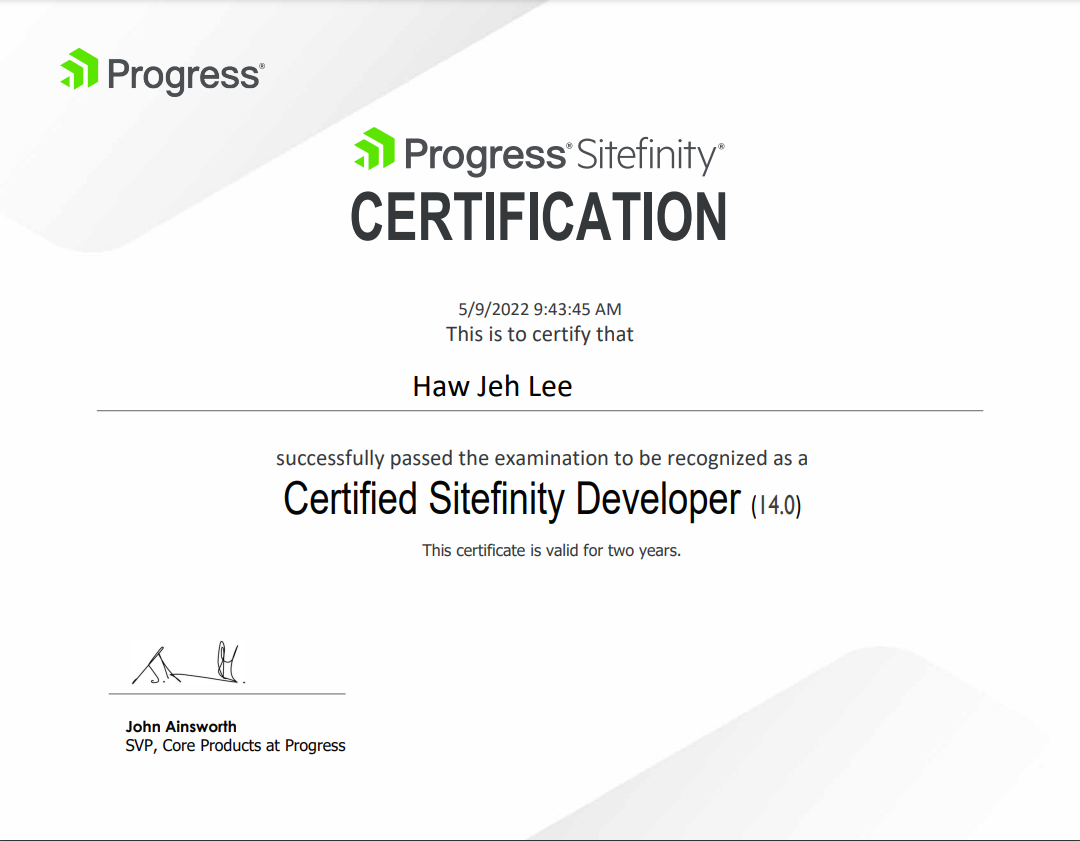 Progress®
Progress® Sitefinity®
CERTIFICATION
5/9/2022 9:43:45 AM
This is to certify that
Haw Jeh Lee
successfully passed the examination to be recognized as a
Certified Sitefinity Developer (14.0)
This certificate is valid for two years.
John Ainsworth
SVP, Core Products at Progress